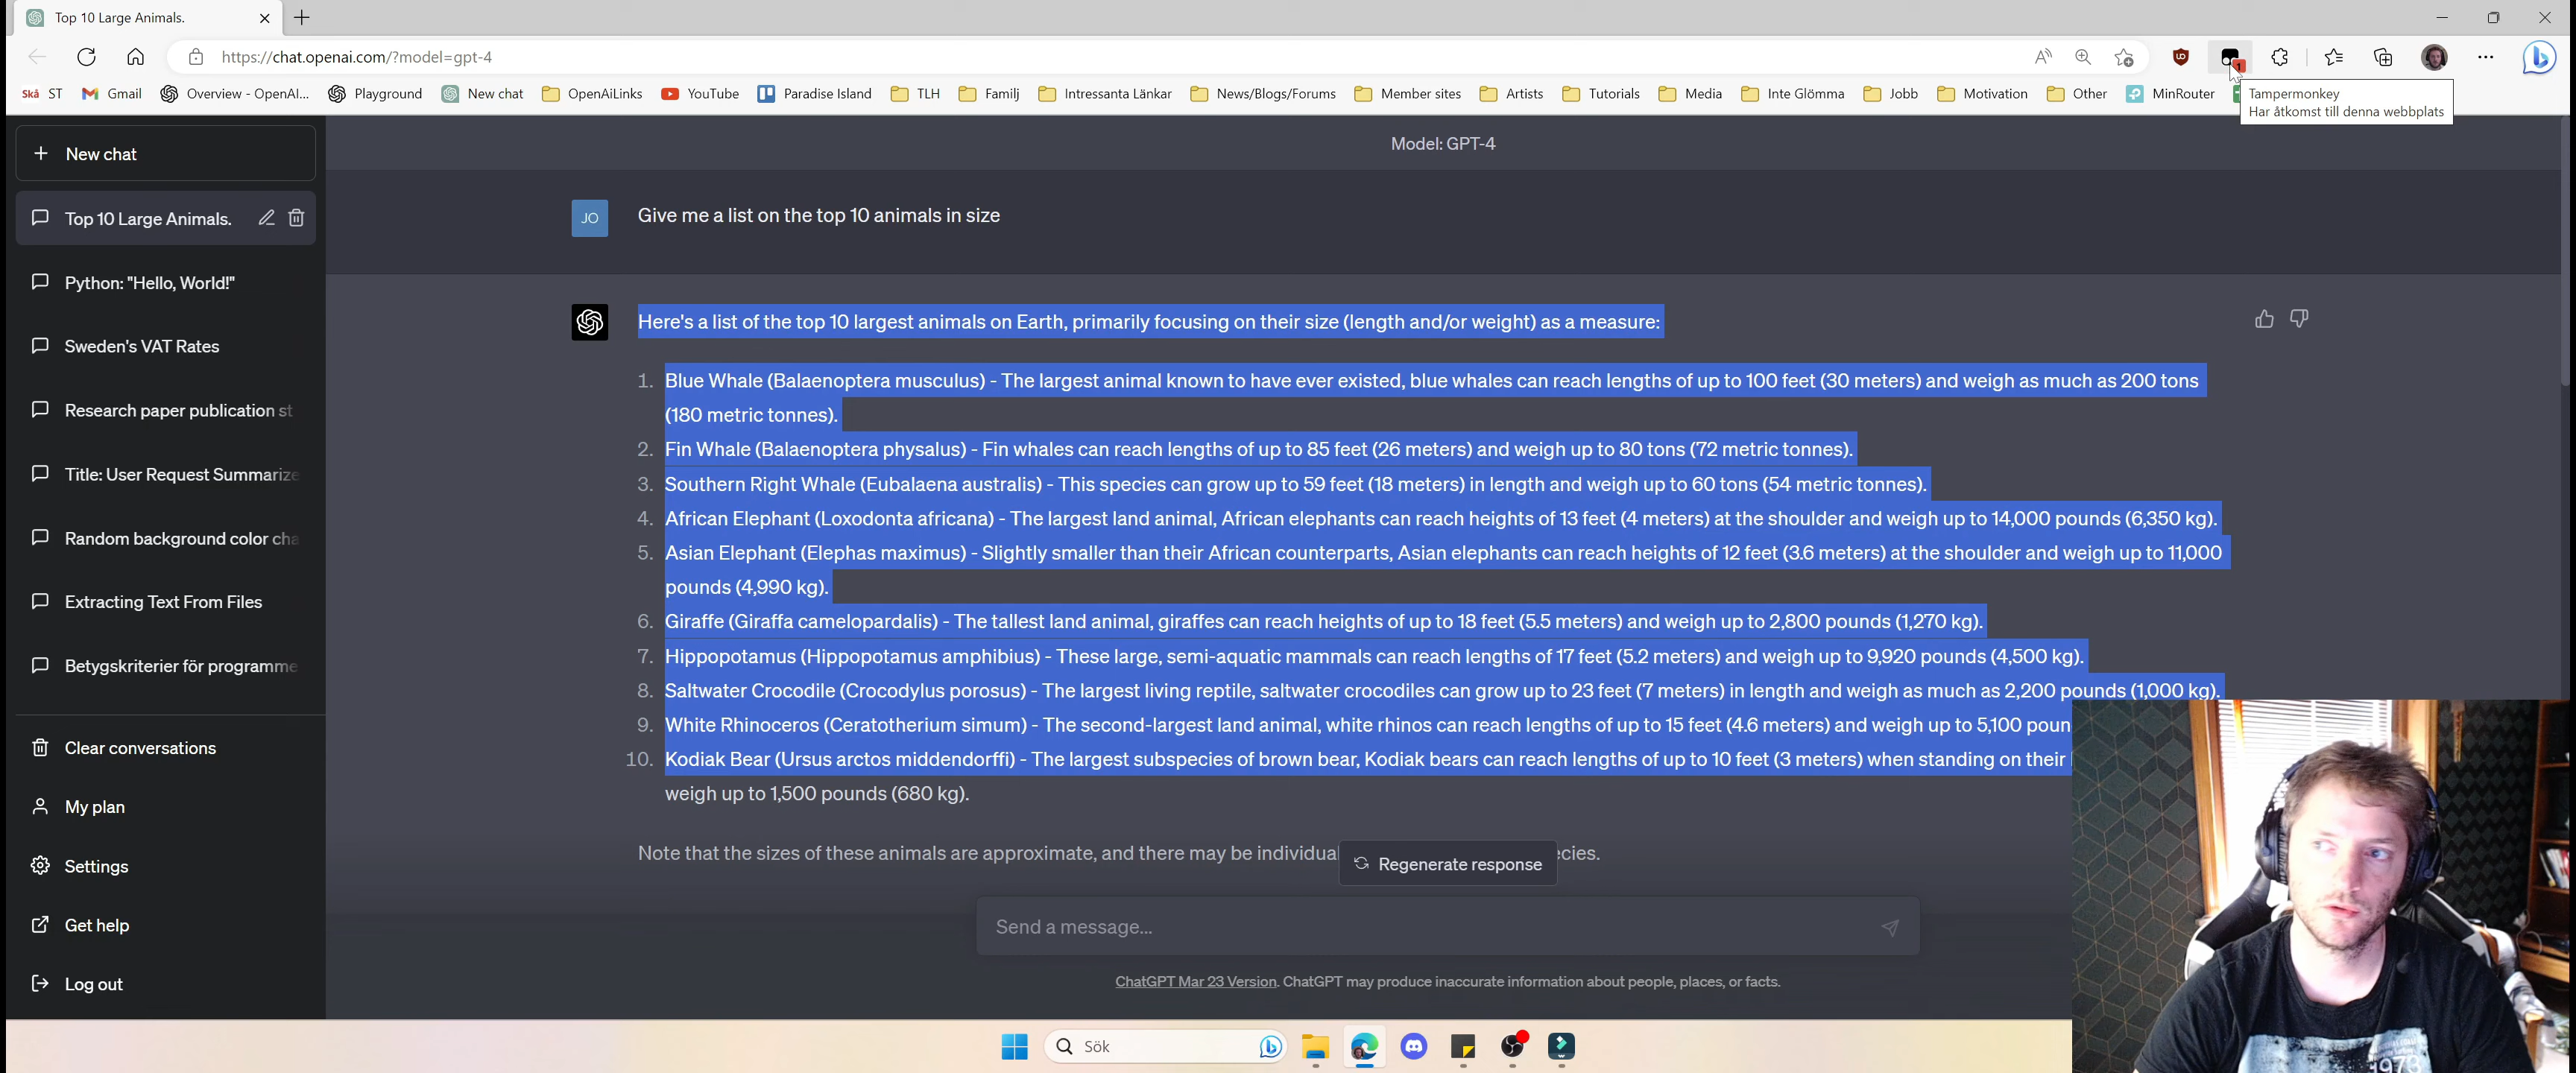 Top 10 Large Animals.
https://chat.openai.com/?model=gpt-4
Skå ST Gmail Overview - OpenAI... Playground New chat OpenAiLinks YouTube Paradise Island TLH Familj Intressanta Länkar News/Blogs/Forums Member sites Artists Tutorials Media Inte Glömma Jobb Motivation Other MinRouter
Tampermonkey
Har åtkomst till denna webbplats
New chat
Top 10 Large Animals.
Python: "Hello, World!"
Sweden's VAT Rates
Research paper publication st
Title: User Request Summarize
Random background color cha
Extracting Text From Files
Betygskriterier för programme
Clear conversations
My plan
Settings
Get help
Log out
Model: GPT-4
JO Give me a list on the top 10 animals in size
Here's a list of the top 10 largest animals on Earth, primarily focusing on their size (length and/or weight) as a measure:
1. Blue Whale (Balaenoptera musculus) - The largest animal known to have ever existed, blue whales can reach lengths of up to 100 feet (30 meters) and weigh as much as 200 tons
(180 metric tonnes).
2. Fin Whale (Balaenoptera physalus) - Fin whales can reach lengths of up to 85 feet (26 meters) and weigh up to 80 tons (72 metric tonnes).
3. Southern Right Whale (Eubalaena australis) - This species can grow up to 59 feet (18 meters) in length and weigh up to 60 tons (54 metric tonnes).
4. African Elephant (Loxodonta africana) - The largest land animal, African elephants can reach heights of 13 feet (4 meters) at the shoulder and weigh up to 14,000 pounds (6,350 kg).
5. Asian Elephant (Elephas maximus) - Slightly smaller than their African counterparts, Asian elephants can reach heights of 12 feet (3.6 meters) at the shoulder and weigh up to 11,000
pounds (4,990 kg).
6. Giraffe (Giraffa camelopardalis) - The tallest land animal, giraffes can reach heights of up to 18 feet (5.5 meters) and weigh up to 2,800 pounds (1,270 kg).
7. Hippopotamus (Hippopotamus amphibius) - These large, semi-aquatic mammals can reach lengths of 17 feet (5.2 meters) and weigh up to 9,920 pounds (4,500 kg).
8. Saltwater Crocodile (Crocodylus porosus) - The largest living reptile, saltwater crocodiles can grow up to 23 feet (7 meters) in length and weigh as much as 2,200 pounds (1,000 kg).
9. White Rhinoceros (Ceratotherium simum) - The second-largest land animal, white rhinos can reach lengths of up to 15 feet (4.6 meters) and weigh up to 5,100 poun
10. Kodiak Bear (Ursus arctos middendorffi) - The largest subspecies of brown bear, Kodiak bears can reach lengths of up to 10 feet (3 meters) when standing on their
weigh up to 1,500 pounds (680 kg).
Note that the sizes of these animals are approximate, and there may be individual cies.
Regenerate response
Send a message...
ChatGPT Mar 23 Version. ChatGPT may produce inaccurate information about people, places, or facts.
Sök
1973